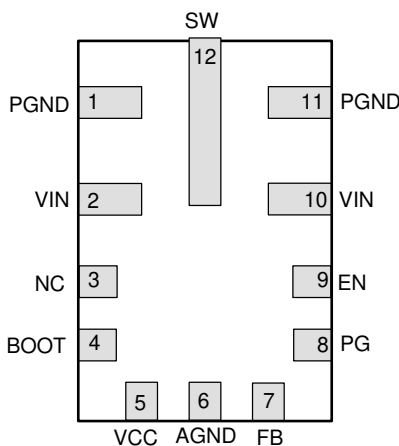 SW
12
PGND 1 11 PGND
VIN 2 10 VIN
NC 3 9 EN
BOOT 4 8 PG
5 6 7
VCC AGND FB